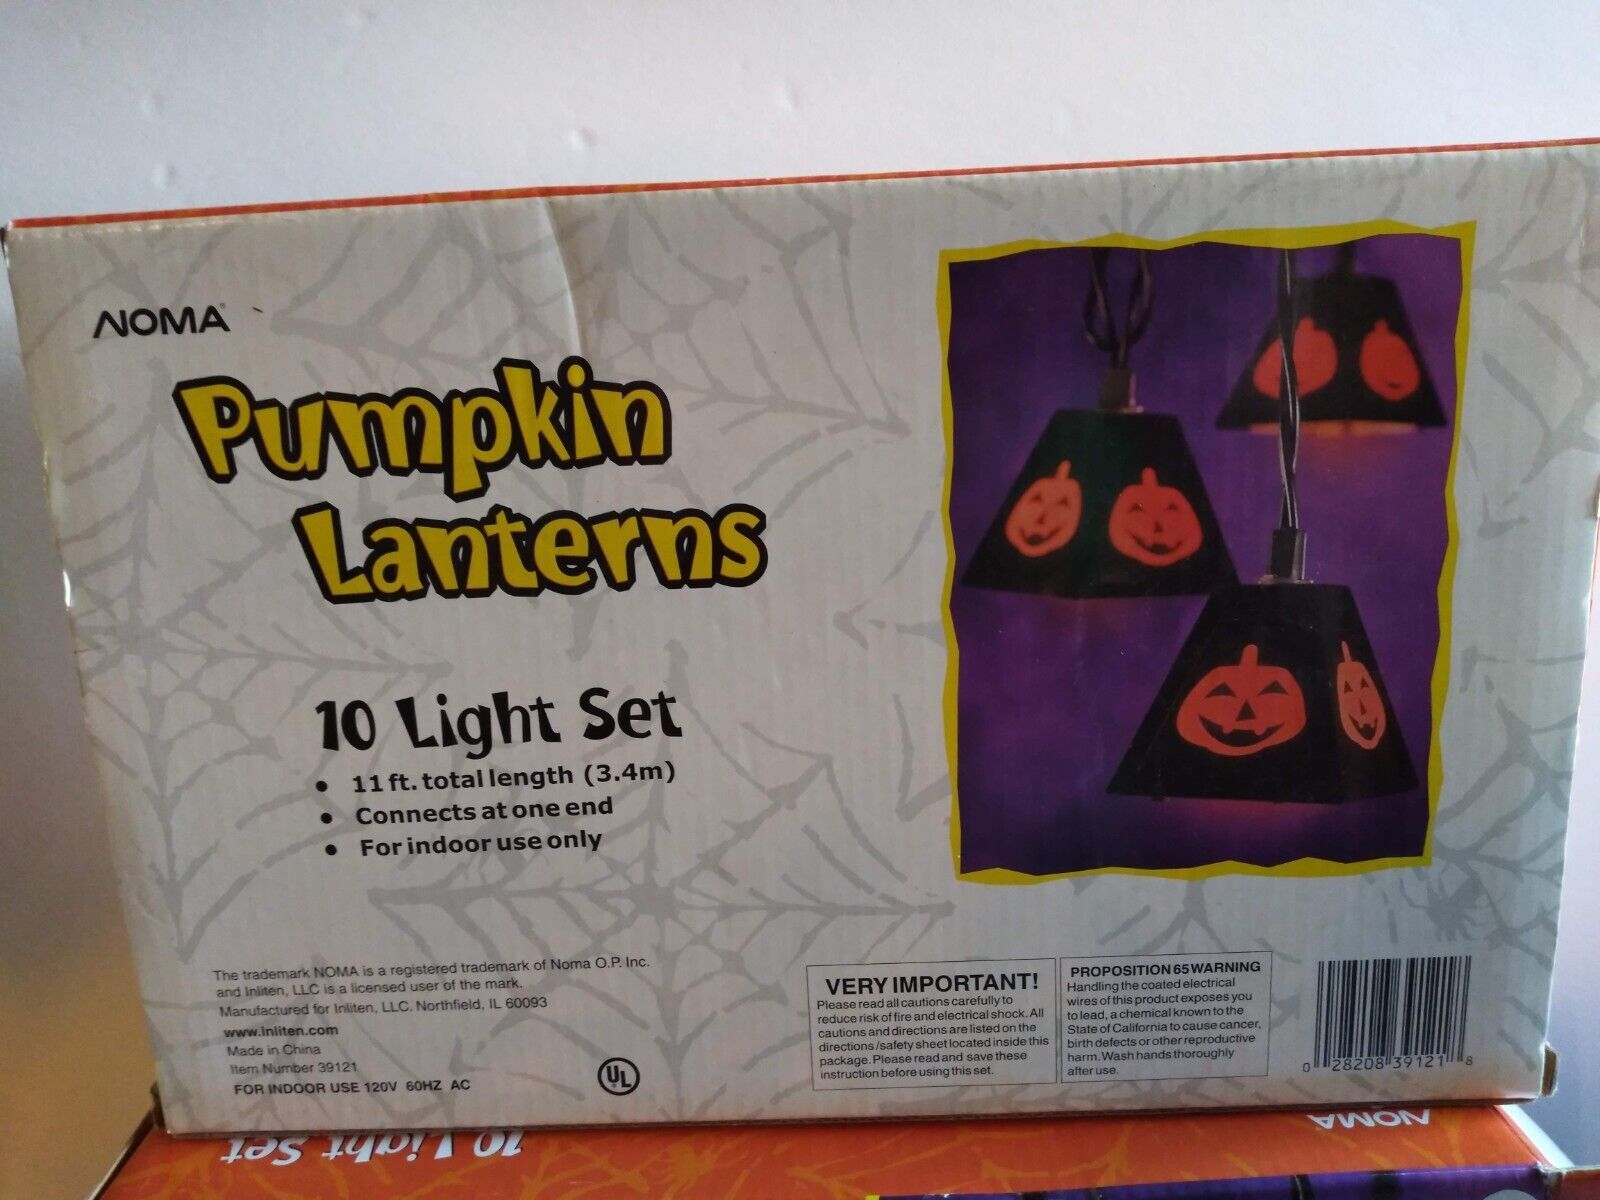 NOMA®
Pumpkin
Lanterns
10 Light Set
• 11 ft. total length (3.4m)
• Connects at one end
• For indoor use only
The trademark NOMA is a registered trademark of Noma O.P. Inc.
and Inliten, LLC is a licensed user of the mark.
Manufactured for Inliten, LLC. Northfield, IL 60093
www.inliten.com
Made in China
Item Number 39121
FOR INDOOR USE 120V 60HZ AC
UL
VERY IMPORTANT!
Please read all cautions carefully to
reduce risk of fire and electrical shock. All
cautions and directions are listed on the
directions/safety sheet located inside this
package. Please read and save these
instruction before using this set.
PROPOSITION 65 WARNING
Handling the coated electrical
wires of this product exposes you
to lead, a chemical known to the
State of California to cause cancer,
birth defects or other reproductive
harm. Wash hands thoroughly
after use.
0 28208 39121 8
10 Light Set
NOMA